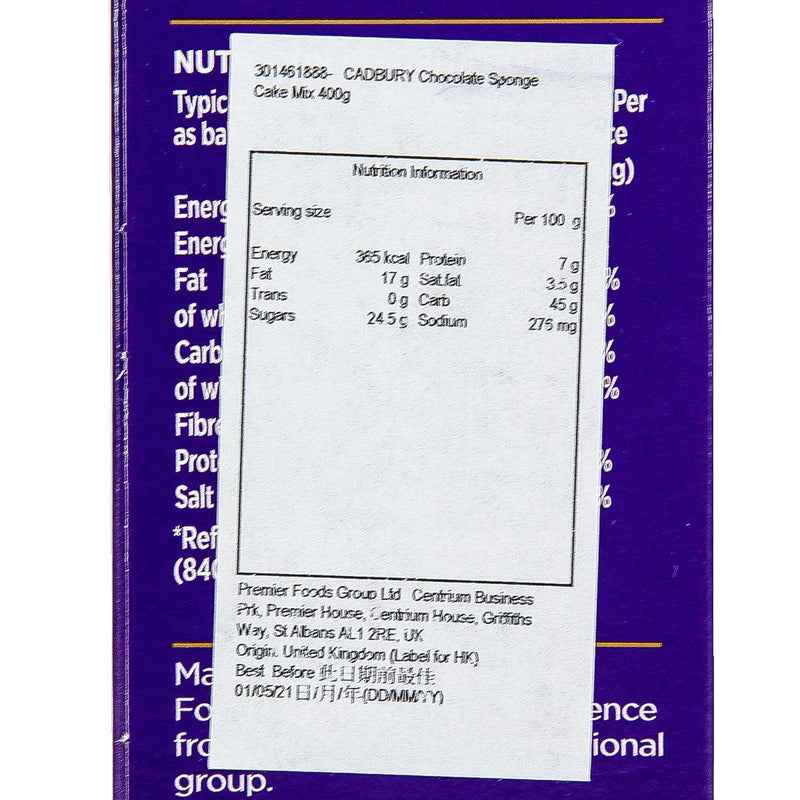 NUT
Typic Per
as ba
g)
301461888- CADBURY Chocolate Sponge
Cake Mix 400g
Nutrition Information
Serving size Per 100 g
Energy 365 kcal Protein 7 g
Fat 17 g Sat.fat 3.5 g
Trans 0 g Carb 45 g
Sugars 24.5 g Sodium 276 mg
Energ
Energ
Fat %
of wh
Carb
of w %
Fibre
Prot %
Salt %
*Ref
(840
Premier Foods Group Ltd Centrium Business
Prk, Premier House, Centrium House, Griffiths
Way, St Albans AL1 2RE, UK
Origin: United Kingdom (Label for HK)
Best Before 此日期前最佳
01/05/21 日/月/年(DD/MM/YY)
Ma
Fo ence
fro ional
group.